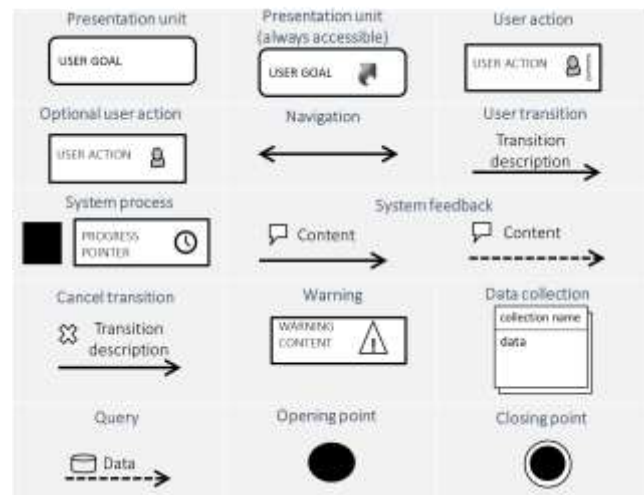 Presentation unit
USER GOAL
Presentation unit
(always accessible)
USER GOAL
User action
USER ACTION
Optional user action
USER ACTION
Navigation
User transition
Transition
description
System process
PROGRESS
POINTER
System feedback
Content
Content
Cancel transition
Transition
description
Warning
WARNING
CONTENT
Data collection
collection name
data
Query
Data
Opening point
Closing point